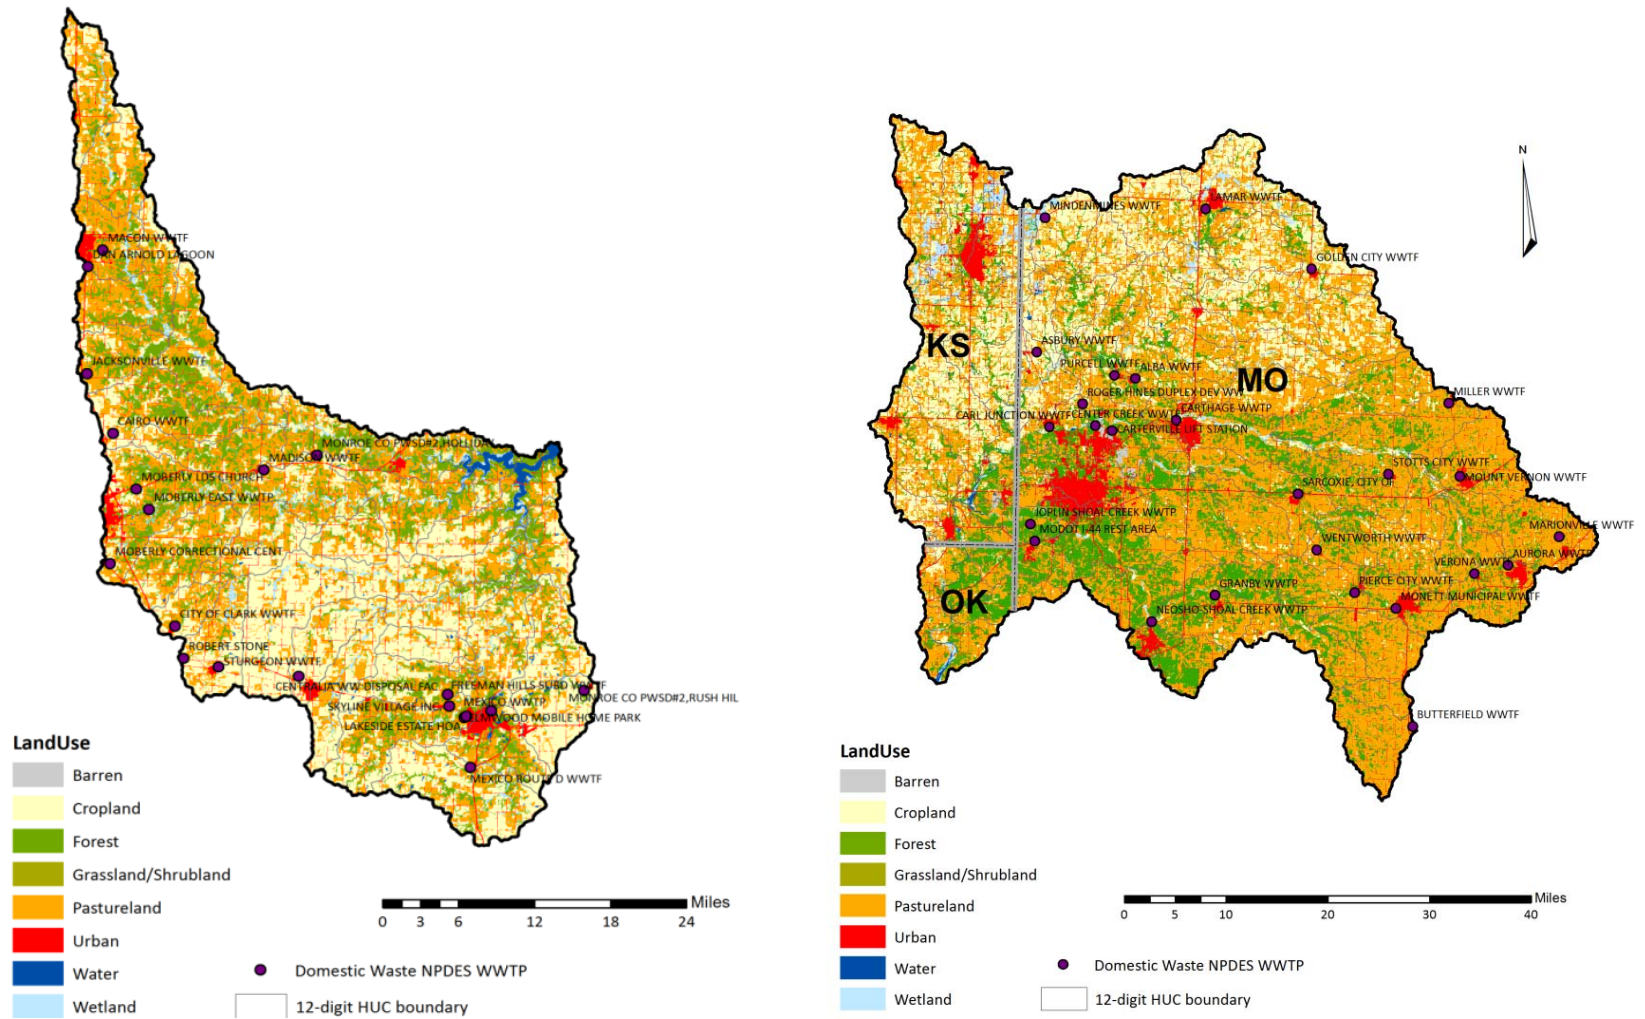 MACON WWTF
DAN ARNOLD LAGOON
JACKSONVILLE WWTF
CAIRO WWTF
MONROE CO PWSD#2,HOLLIDAY
MADISON WWTF
MOBERLY LDS CHURCH
MOBERLY EAST WWTP
MOBERLY CORRECTIONAL CENT
CITY OF CLARK WWTF
ROBERT STONE
STURGEON WWTF
CENTRALIA WW DISPOSAL FAC
FREEMAN HILLS SUBD WWTF
MONROE CO PWSD#2,RUSH HIL
SKYLINE VILLAGE INC
MEXICO WWTP
ELMWOOD MOBILE HOME PARK
LAKESIDE ESTATE HOA
MEXICO ROUTE D WWTF
LandUse
Barren
Cropland
Forest
Grassland/Shrubland
Pastureland
Urban
Water
Wetland
Miles
0 3 6 12 18 24
Domestic Waste NPDES WWTP
12-digit HUC boundary
N
MINDENMINES WWTF
LAMAR WWTF
GOLDEN CITY WWTF
KS
ASBURY WWTF
PURCELL WWTF
ALBA WWTF
MO
ROGER HINES DUPLEX DEV WW
MILLER WWTF
CARL JUNCTION WWTF
CENTER CREEK WWTF
CARTHAGE WWTP
CARTERVILLE LIFT STATION
STOTTS CITY WWTF
MOUNT VERNON WWTF
SARCOXIE, CITY OF
JOPLIN SHOAL CREEK WWTP
MODOT I-44 REST AREA
MARIONVILLE WWTF
WENTWORTH WWTF
AURORA WWTP
VERONA WWTF
GRANBY WWTP
PIERCE CITY WWTF
MONETT MUNICIPAL WWTF
OK
NEOSHO-SHOAL CREEK WWTP
BUTTERFIELD WWTF
LandUse
Barren
Cropland
Forest
Grassland/Shrubland
Pastureland
Urban
Water
Wetland
Miles
0 5 10 20 30 40
Domestic Waste NPDES WWTP
12-digit HUC boundary